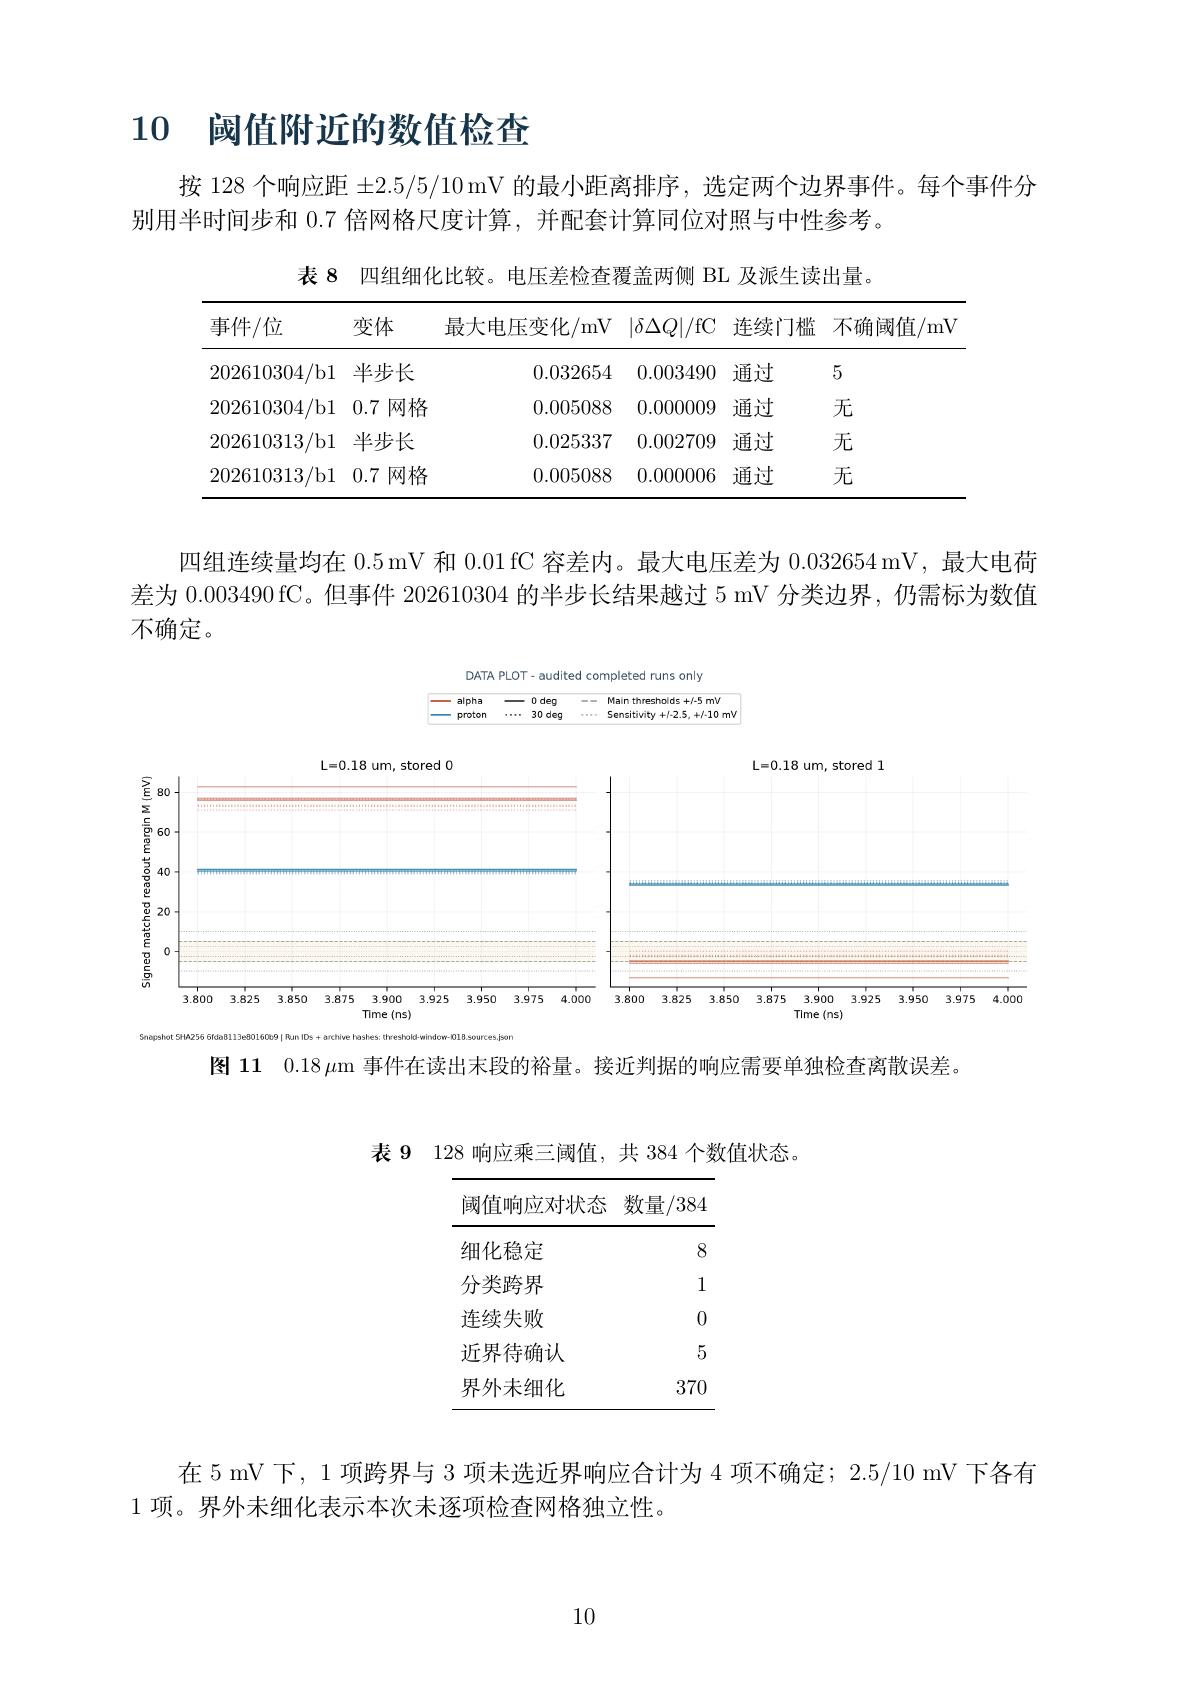 10 阈值附近的数值检查
按 128 个响应距 ±2.5/5/10 mV 的最小距离排序，选定两个边界事件。每个事件分
别用半时间步和 0.7 倍网格尺度计算，并配套计算同位对照与中性参考。
表 8 四组细化比较。电压差检查覆盖两侧 BL 及派生读出量。
事件/位 变体 最大电压变化/mV |δΔQ|/fC 连续门槛 不确阈值/mV
202610304/b1 半步长 0.032654 0.003490 通过 5
202610304/b1 0.7 网格 0.005088 0.000009 通过 无
202610313/b1 半步长 0.025337 0.002709 通过 无
202610313/b1 0.7 网格 0.005088 0.000006 通过 无
四组连续量均在 0.5 mV 和 0.01 fC 容差内。最大电压差为 0.032654 mV，最大电荷
差为 0.003490 fC。但事件 202610304 的半步长结果越过 5 mV 分类边界，仍需标为数值
不确定。
DATA PLOT - audited completed runs only
alpha 0 deg Main thresholds +/-5 mV
proton 30 deg Sensitivity +/-2.5, +/-10 mV
L=0.18 um, stored 0 L=0.18 um, stored 1
Signed matched readout margin M (mV)
80
60
40
20
0
3.800 3.825 3.850 3.875 3.900 3.925 3.950 3.975 4.000 3.800 3.825 3.850 3.875 3.900 3.925 3.950 3.975 4.000
Time (ns) Time (ns)
Snapshot SHA256 6fda8113e80160b9 | Run IDs + archive hashes: threshold-window-l018.sources.json
图 11 0.18 μm 事件在读出末段的裕量。接近判据的响应需要单独检查离散误差。
表 9 128 响应乘三阈值，共 384 个数值状态。
阈值响应对状态 数量/384
细化稳定 8
分类跨界 1
连续失败 0
近界待确认 5
界外未细化 370
在 5 mV 下，1 项跨界与 3 项未选近界响应合计为 4 项不确定；2.5/10 mV 下各有
1 项。界外未细化表示本次未逐项检查网格独立性。
10